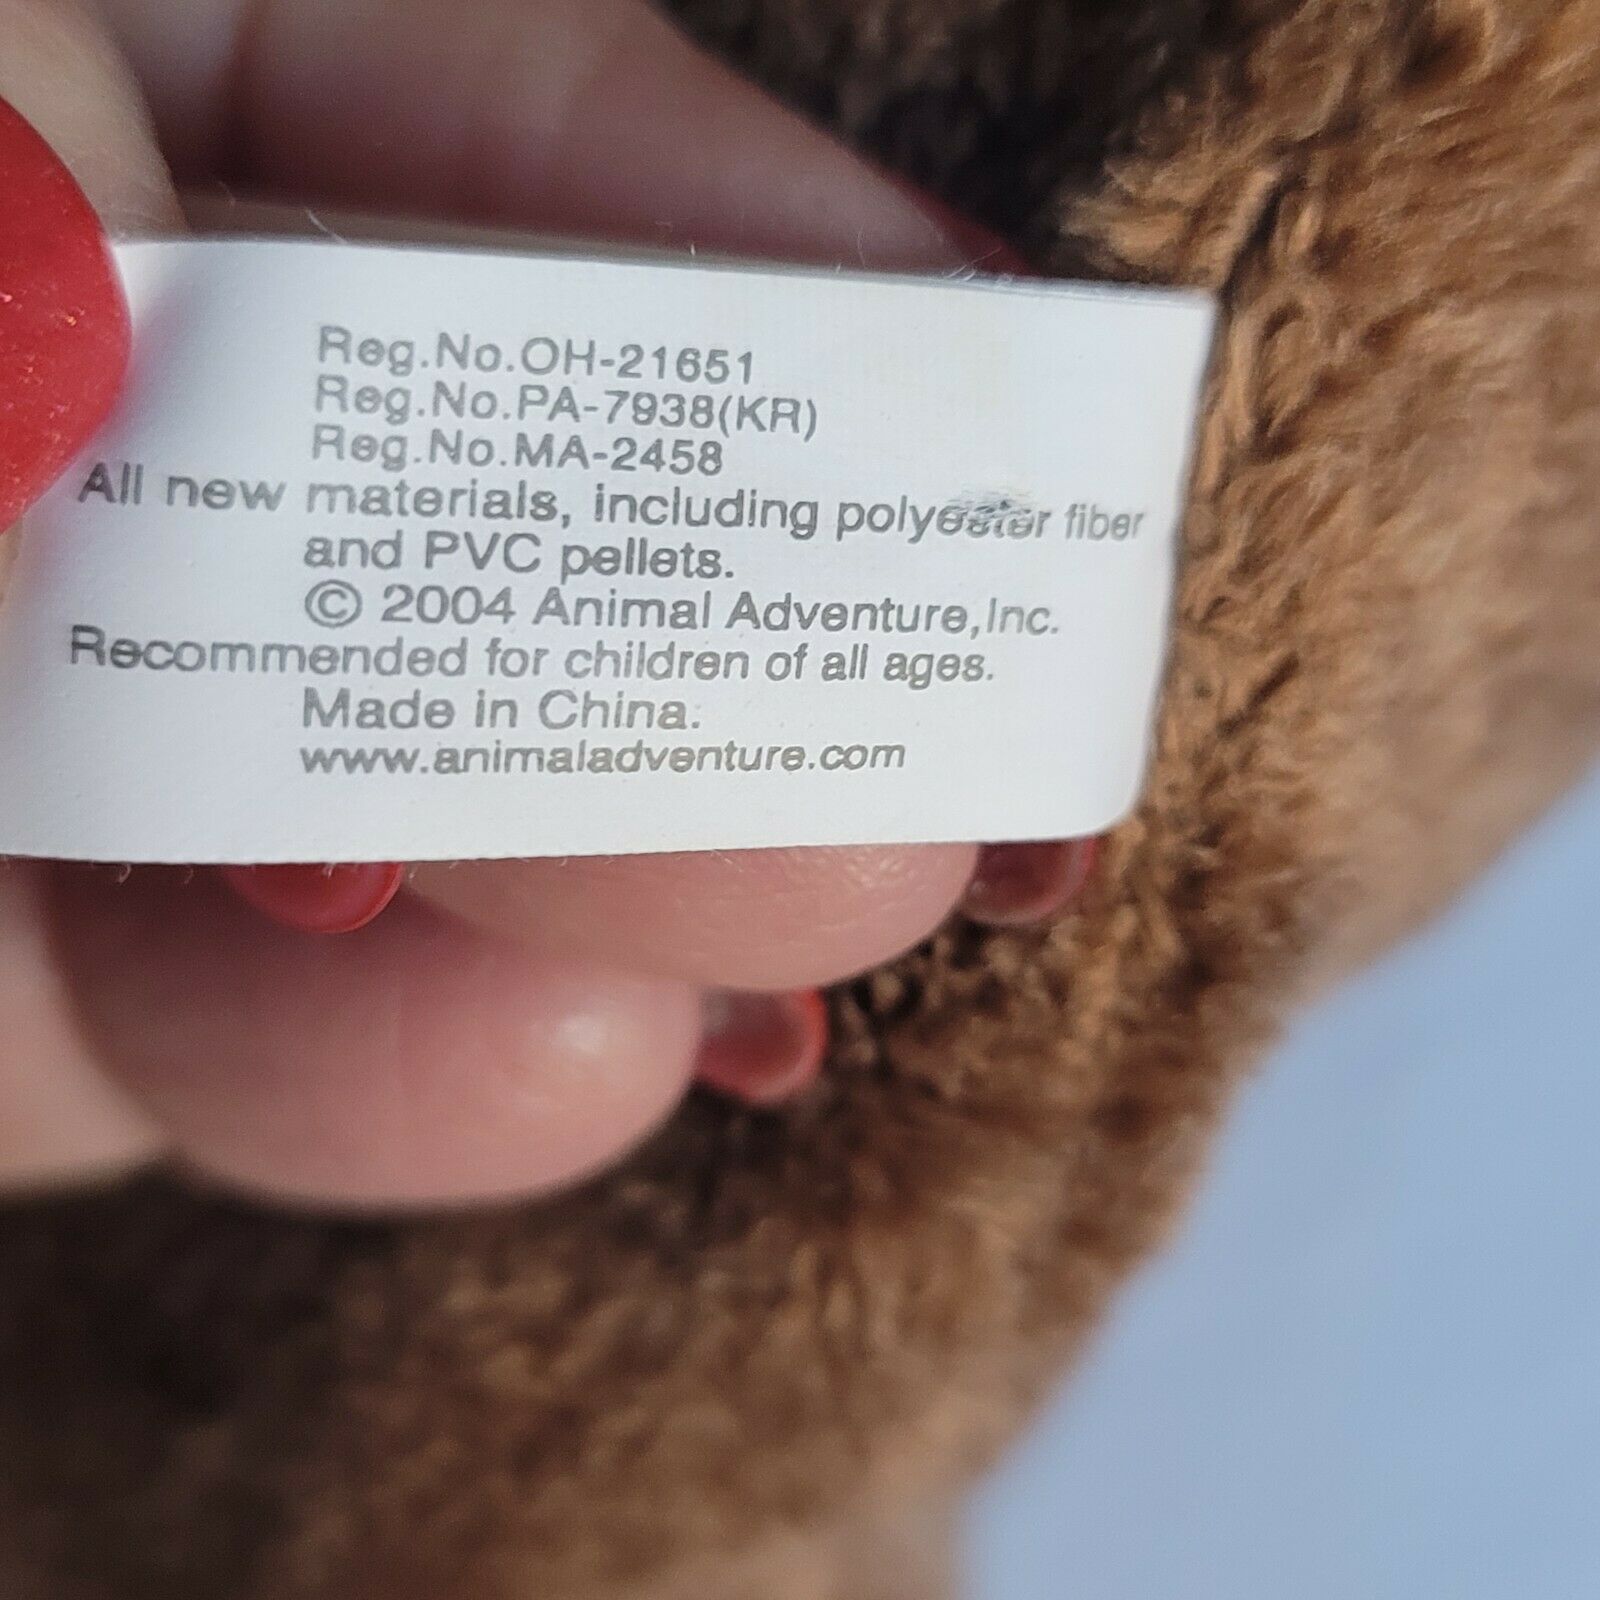 Reg.No.OH-21651
Reg.No.PA-7938(KR)
Reg.No.MA-2458
All new materials, including polyester fiber
and PVC pellets.
© 2004 Animal Adventure,Inc.
Recommended for children of all ages.
Made in China.
www.animaladventure.com